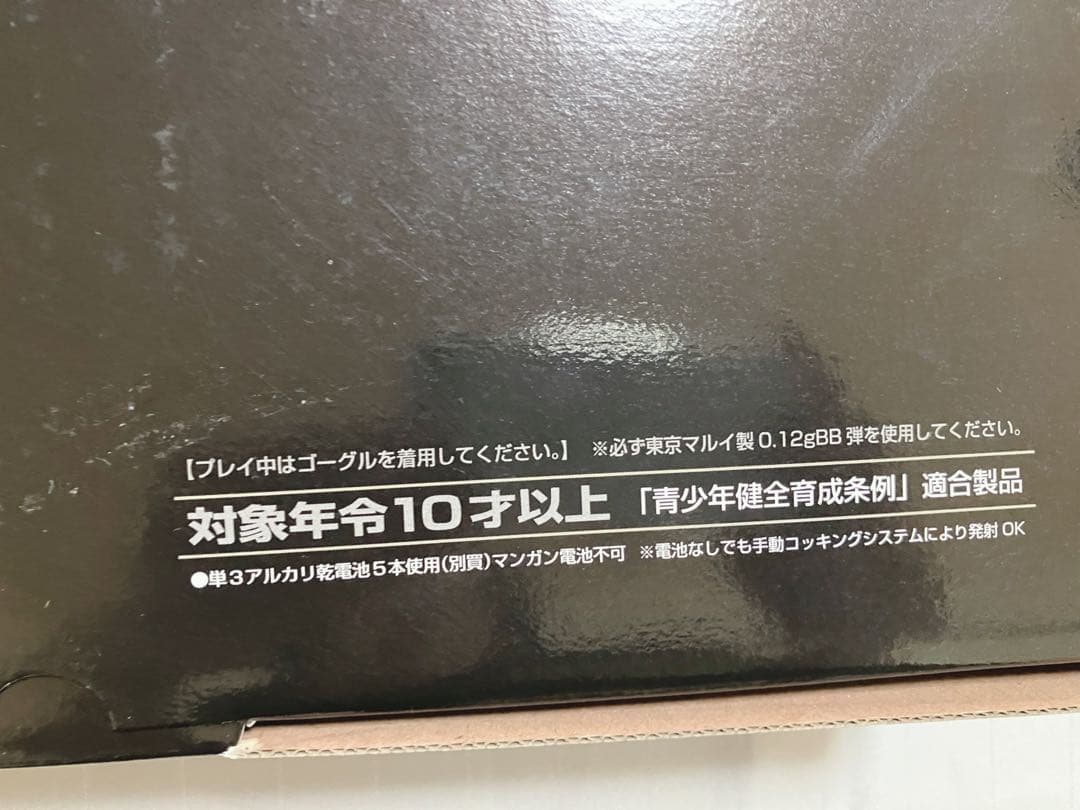 【プレイ中はゴーグルを着用してください。】 ※必ず東京マルイ製0.12gBB弾を使用してください。
対象年令10才以上 「青少年健全育成条例」適合製品
●単3アルカリ乾電池5本使用(別買)マンガン電池不可 ※電池なしでも手動コッキングシステムにより発射OK